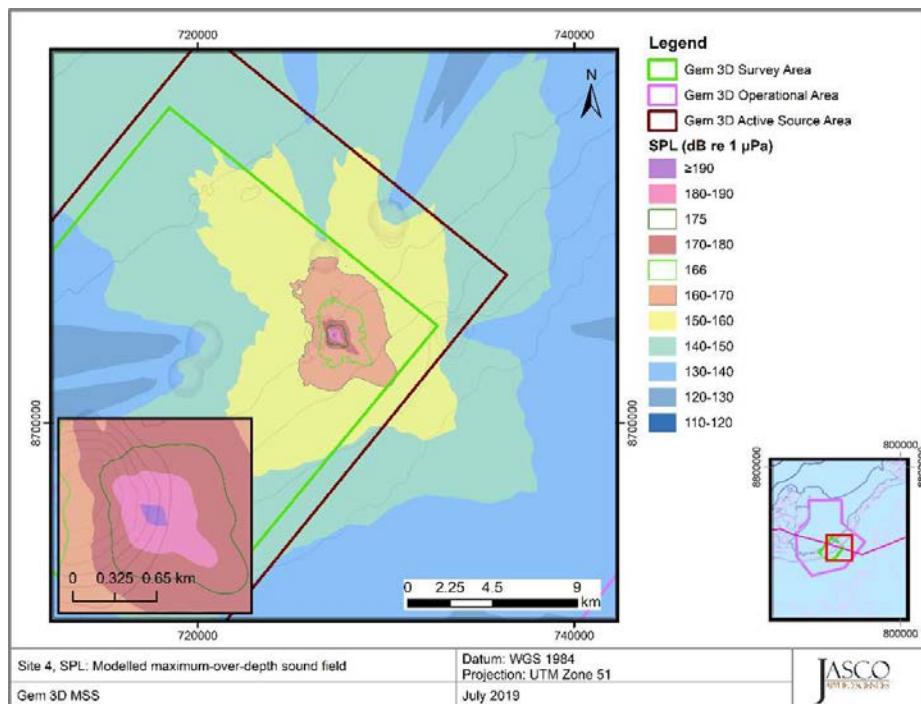 720000
740000
Legend
Gem 3D Survey Area
Gem 3D Operational Area
Gem 3D Active Source Area
SPL (dB re 1 µPa)
≥190
180-190
175
170-180
166
160-170
150-160
140-150
130-140
120-130
110-120
N
8700000
8700000
0 0.325 0.65 km
0 2.25 4.5 9
km
720000
740000
800000
8800000
8800000
800000
Site 4, SPL: Modelled maximum-over-depth sound field
Datum: WGS 1984
Projection: UTM Zone 51
Gem 3D MSS
July 2019
JASCO
APPLIED SCIENCES